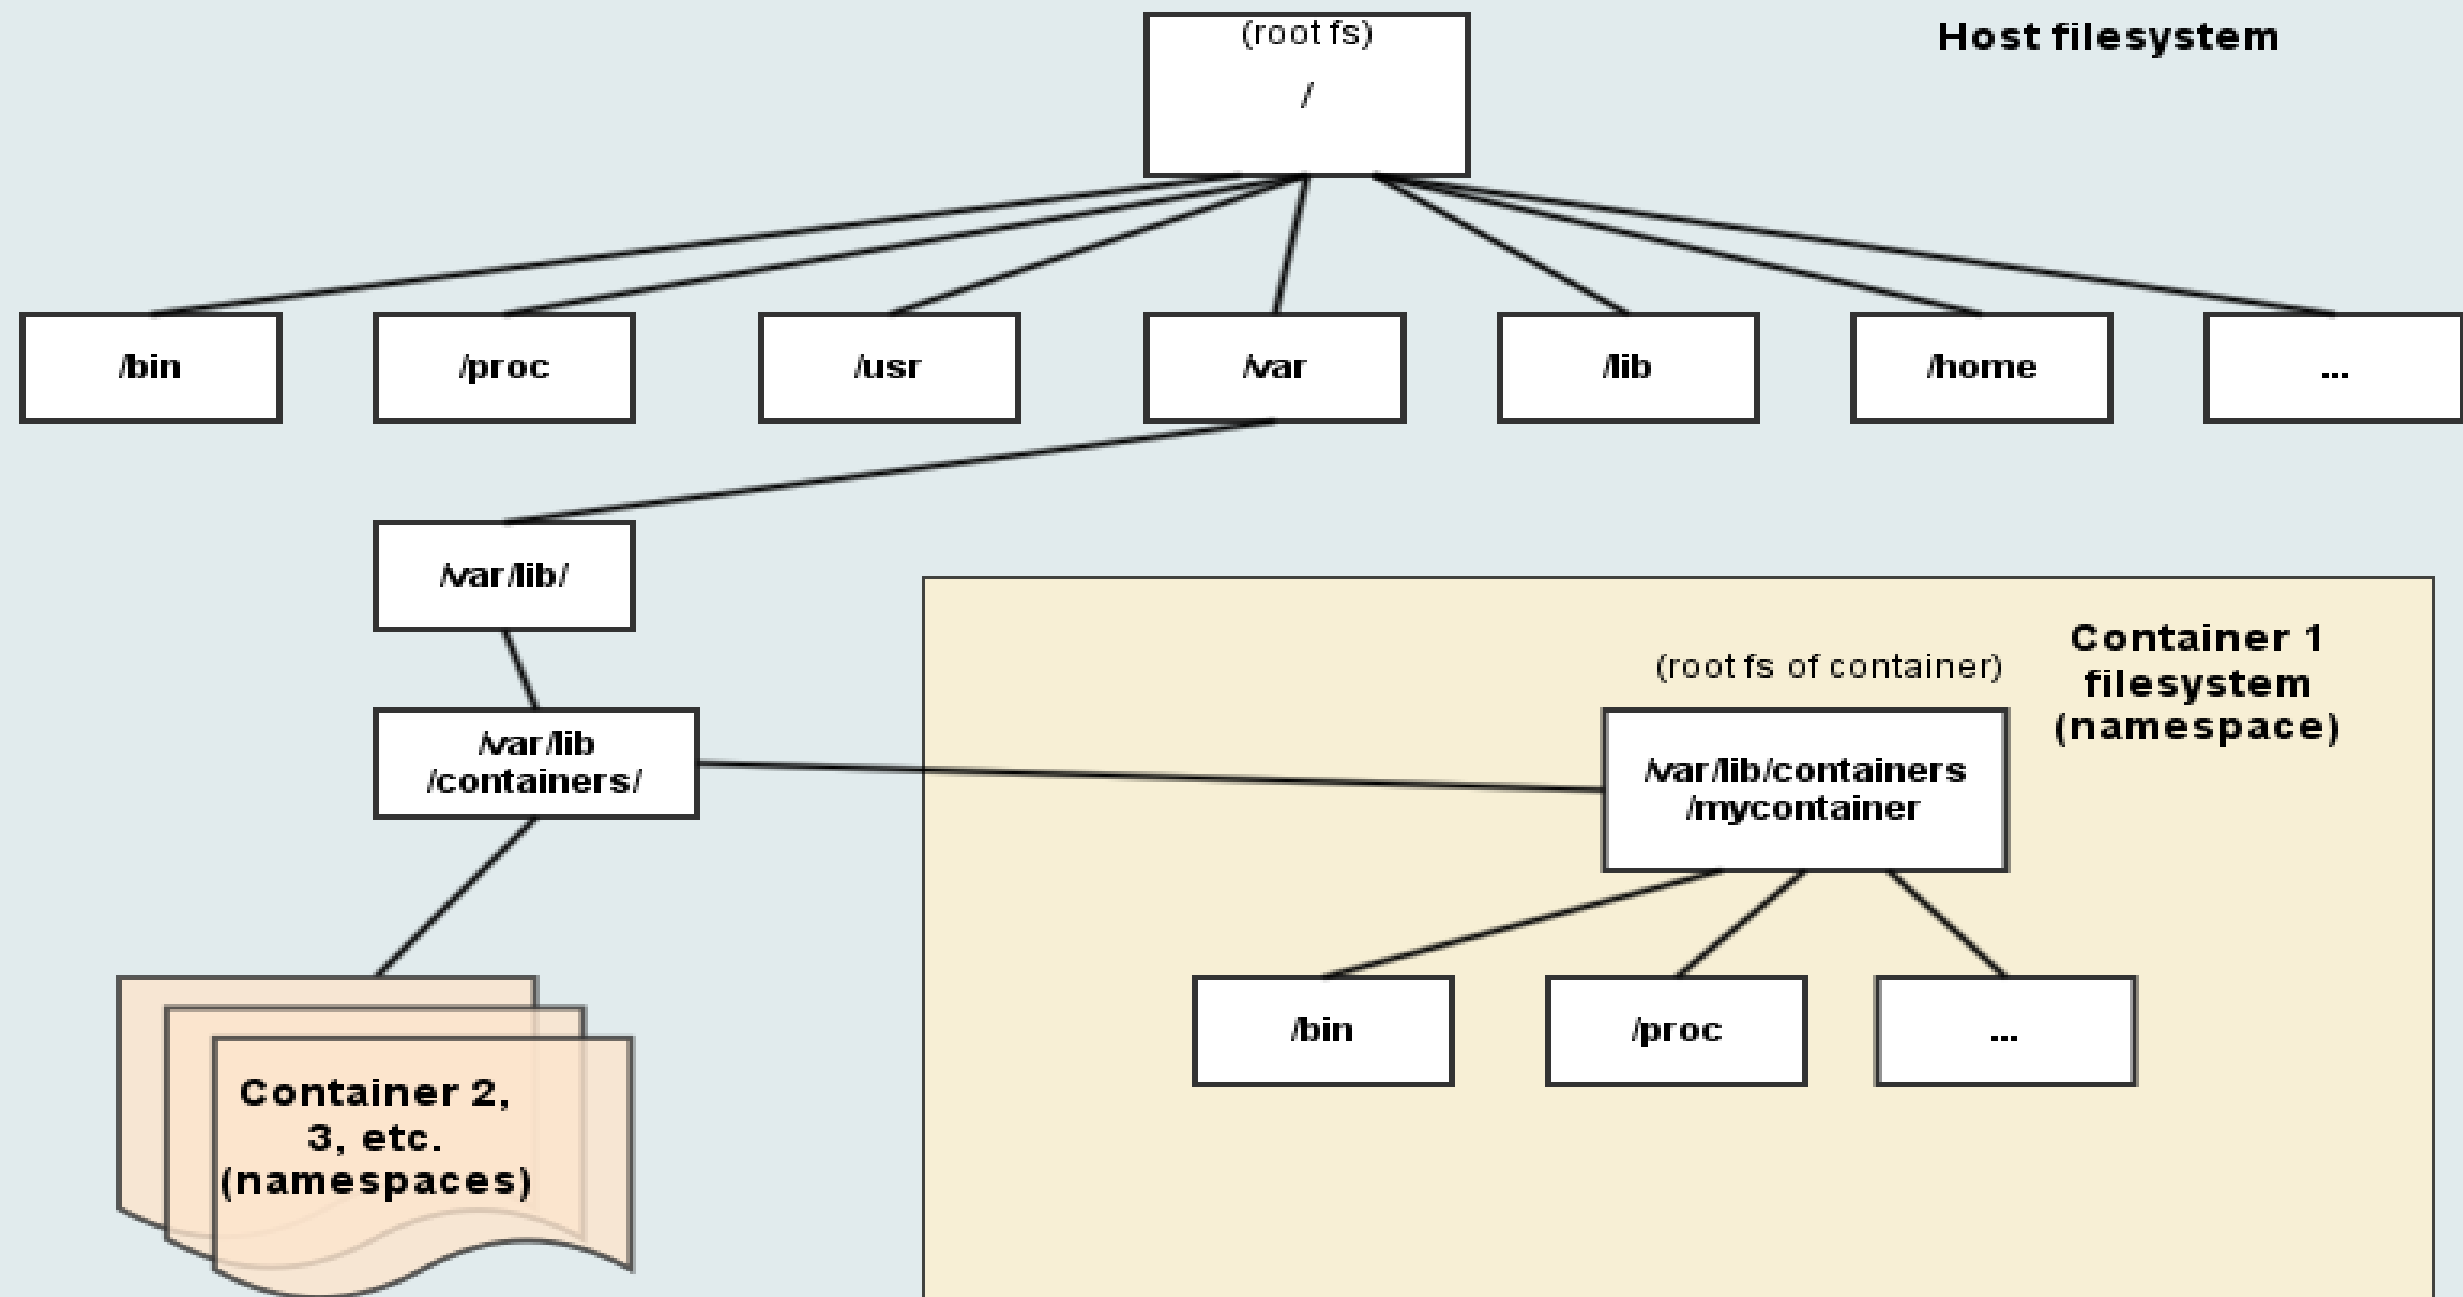 (root fs)
/
Host filesystem
/bin
/proc
/usr
/var
/lib
/home
...
/var/lib/
/var/lib
/containers/
(root fs of container)
Container 1
filesystem
(namespace)
/var/lib/containers
/mycontainer
/bin
/proc
...
Container 2,
3, etc.
(namespaces)